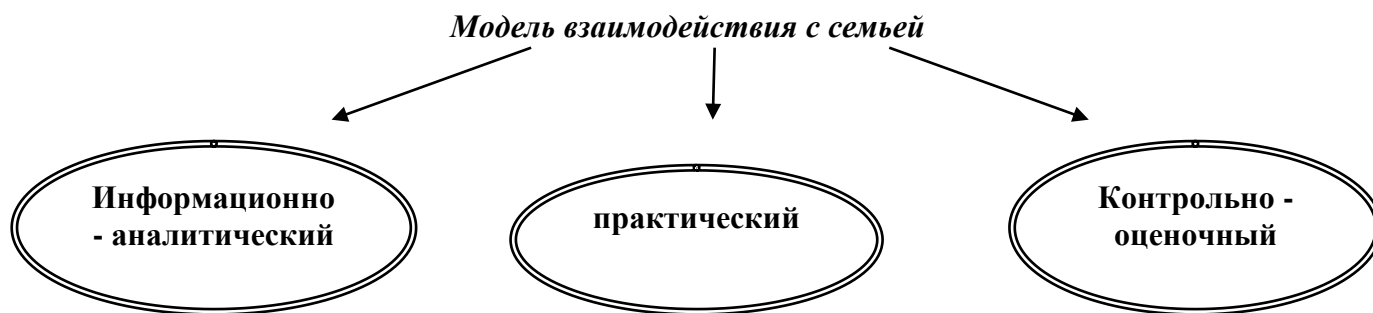 Модель взаимодействия с семьей
Информационно
- аналитический
практический
Контрольно -
оценочный